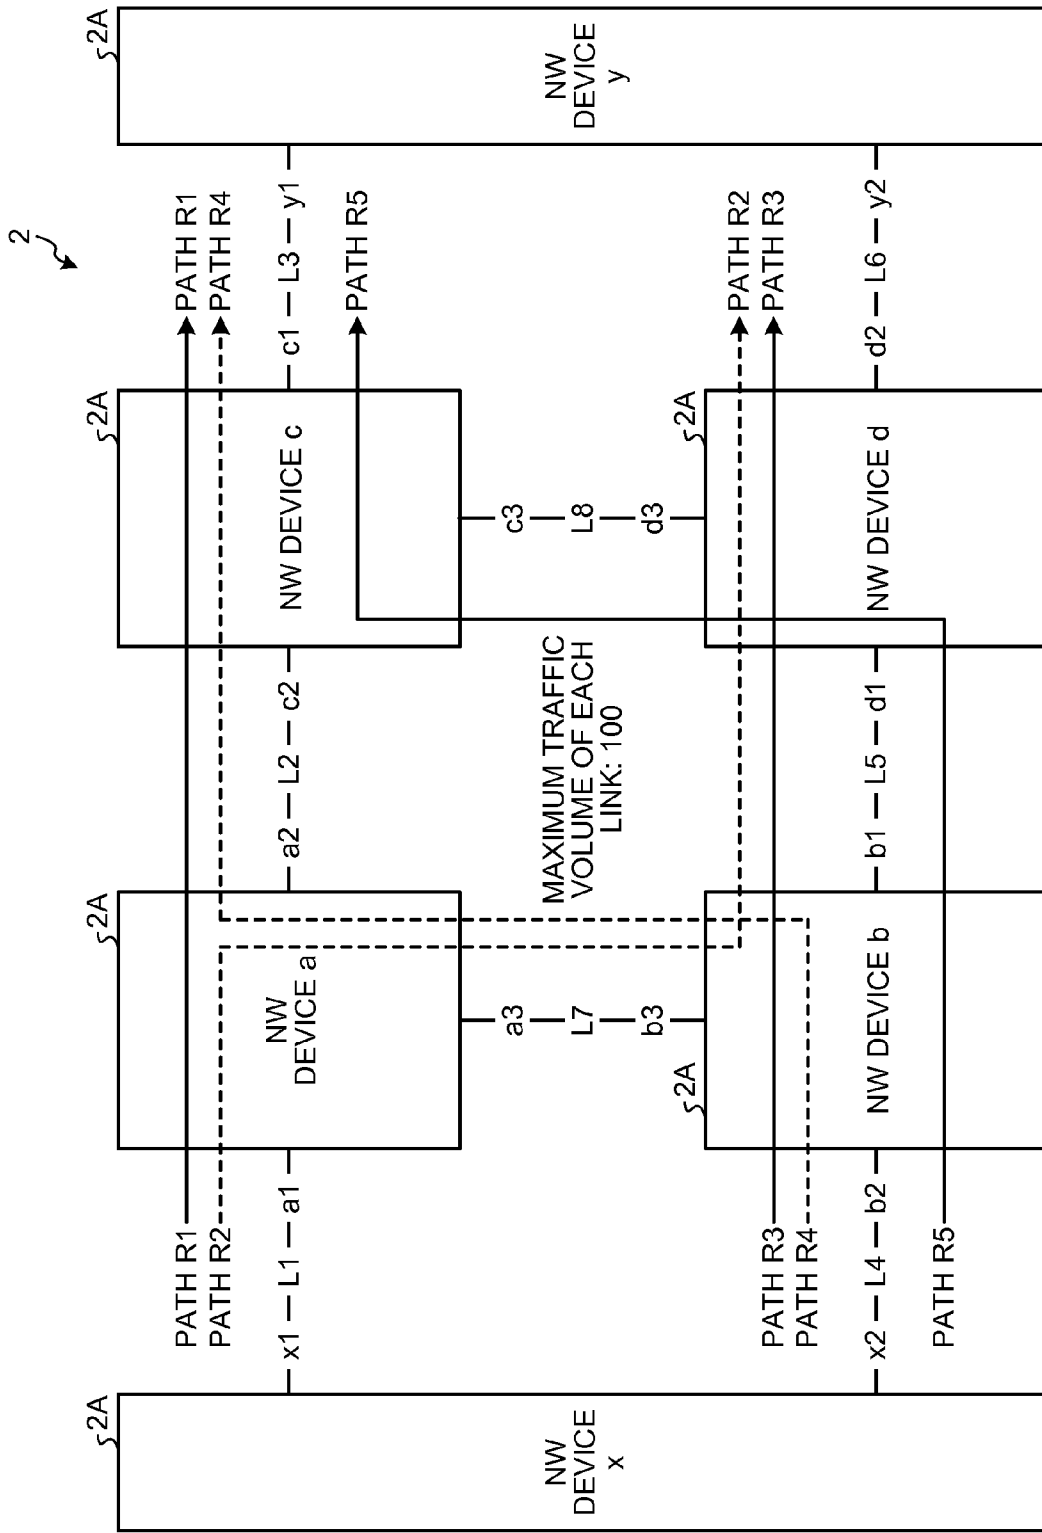 2
2A
NW
DEVICE
x
x1
L1
a1
x2
L4
b2
PATH R1
PATH R2
PATH R3
PATH R4
PATH R5
2A
NW
DEVICE a
a3
L7
b3
2A
NW DEVICE b
a2
L2
c2
MAXIMUM TRAFFIC
VOLUME OF EACH
LINK: 100
b1
L5
d1
2A
NW DEVICE c
c3
L8
d3
2A
NW DEVICE d
PATH R1
PATH R4
c1
L3
y1
PATH R5
PATH R2
PATH R3
d2
L6
y2
2A
NW
DEVICE
y